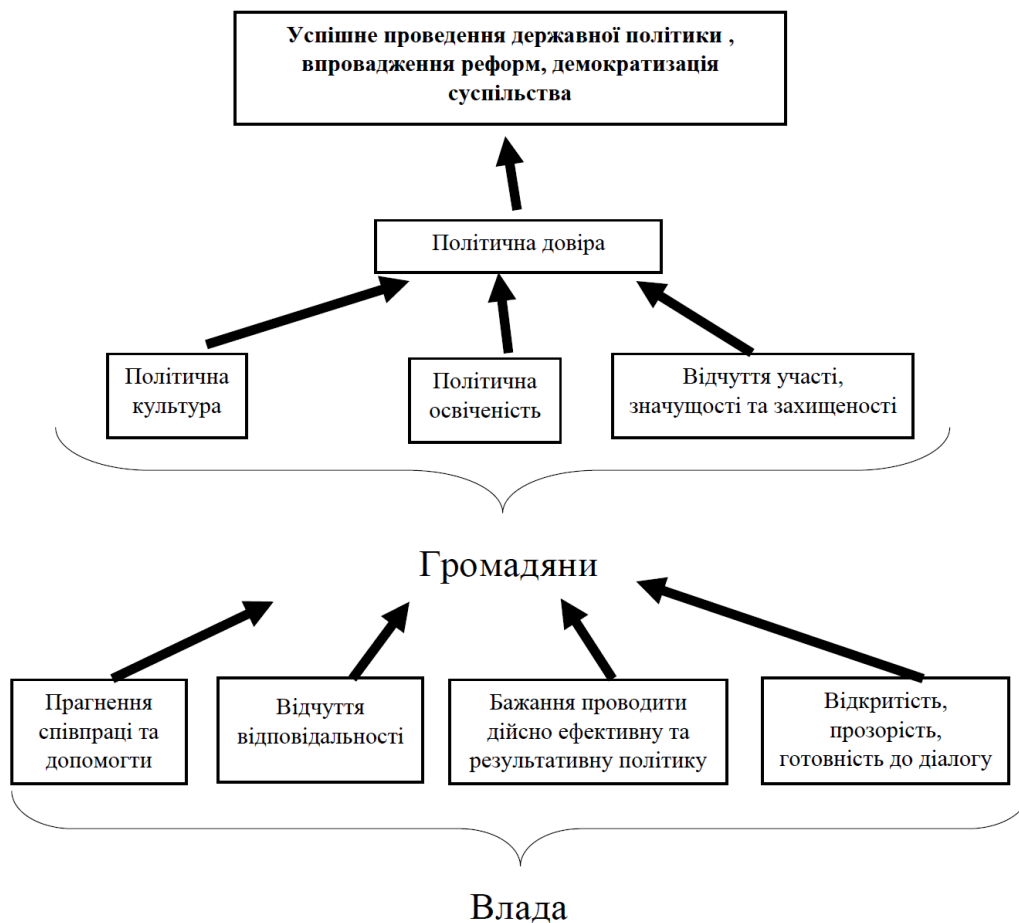 Успішне проведення державної політики ,
впровадження реформ, демократизація
суспільства
Політична довіра
Політична
культура
Політична
освіченість
Відчуття участі,
значущості та захищеності
Громадяни
Прагнення
співпраці та
допомогти
Відчуття
відповідальності
Бажання проводити
дійсно ефективну та
результативну політику
Відкритість,
прозорість,
готовність до діалогу
Влада